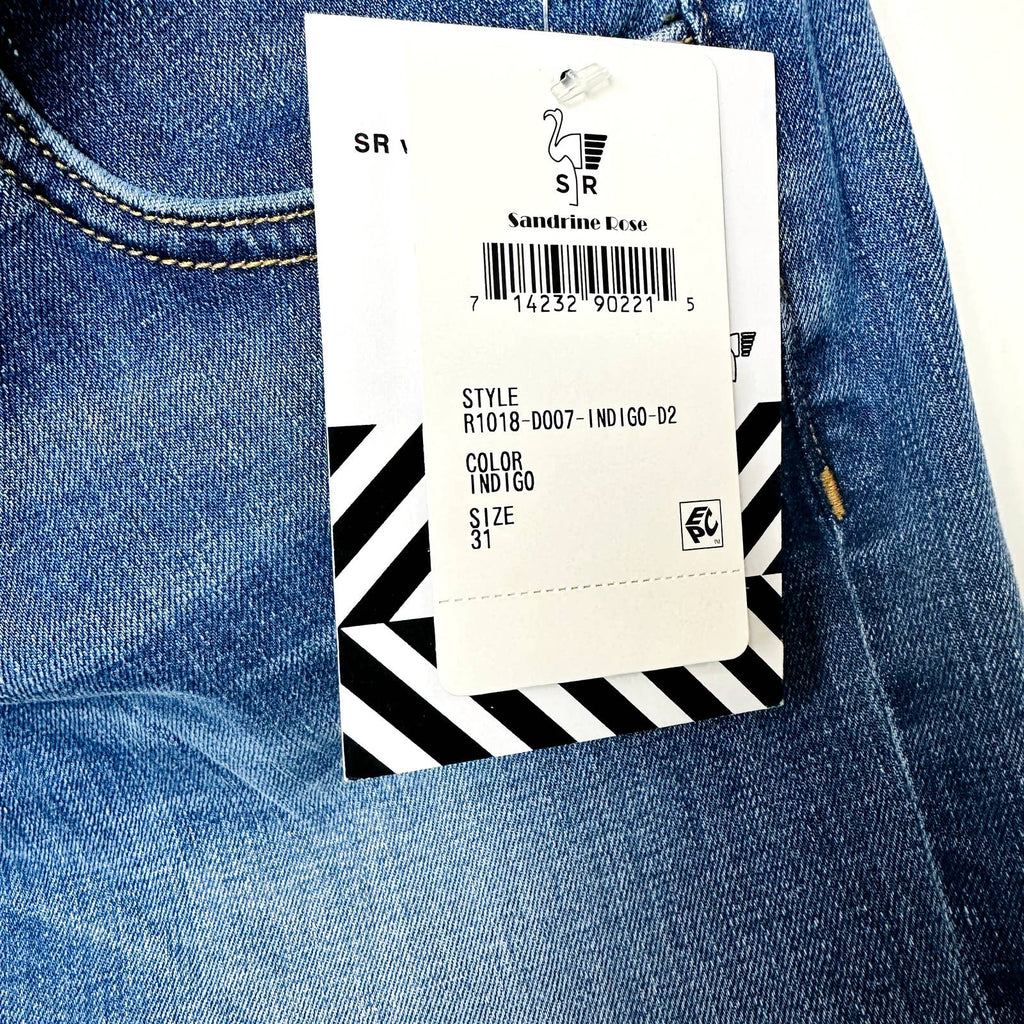 SR
S R
Sandrine Rose
7 14232 90221 5
STYLE
R1018-D007-INDIGO-D2
COLOR
INDIGO
SIZE
31
EPC